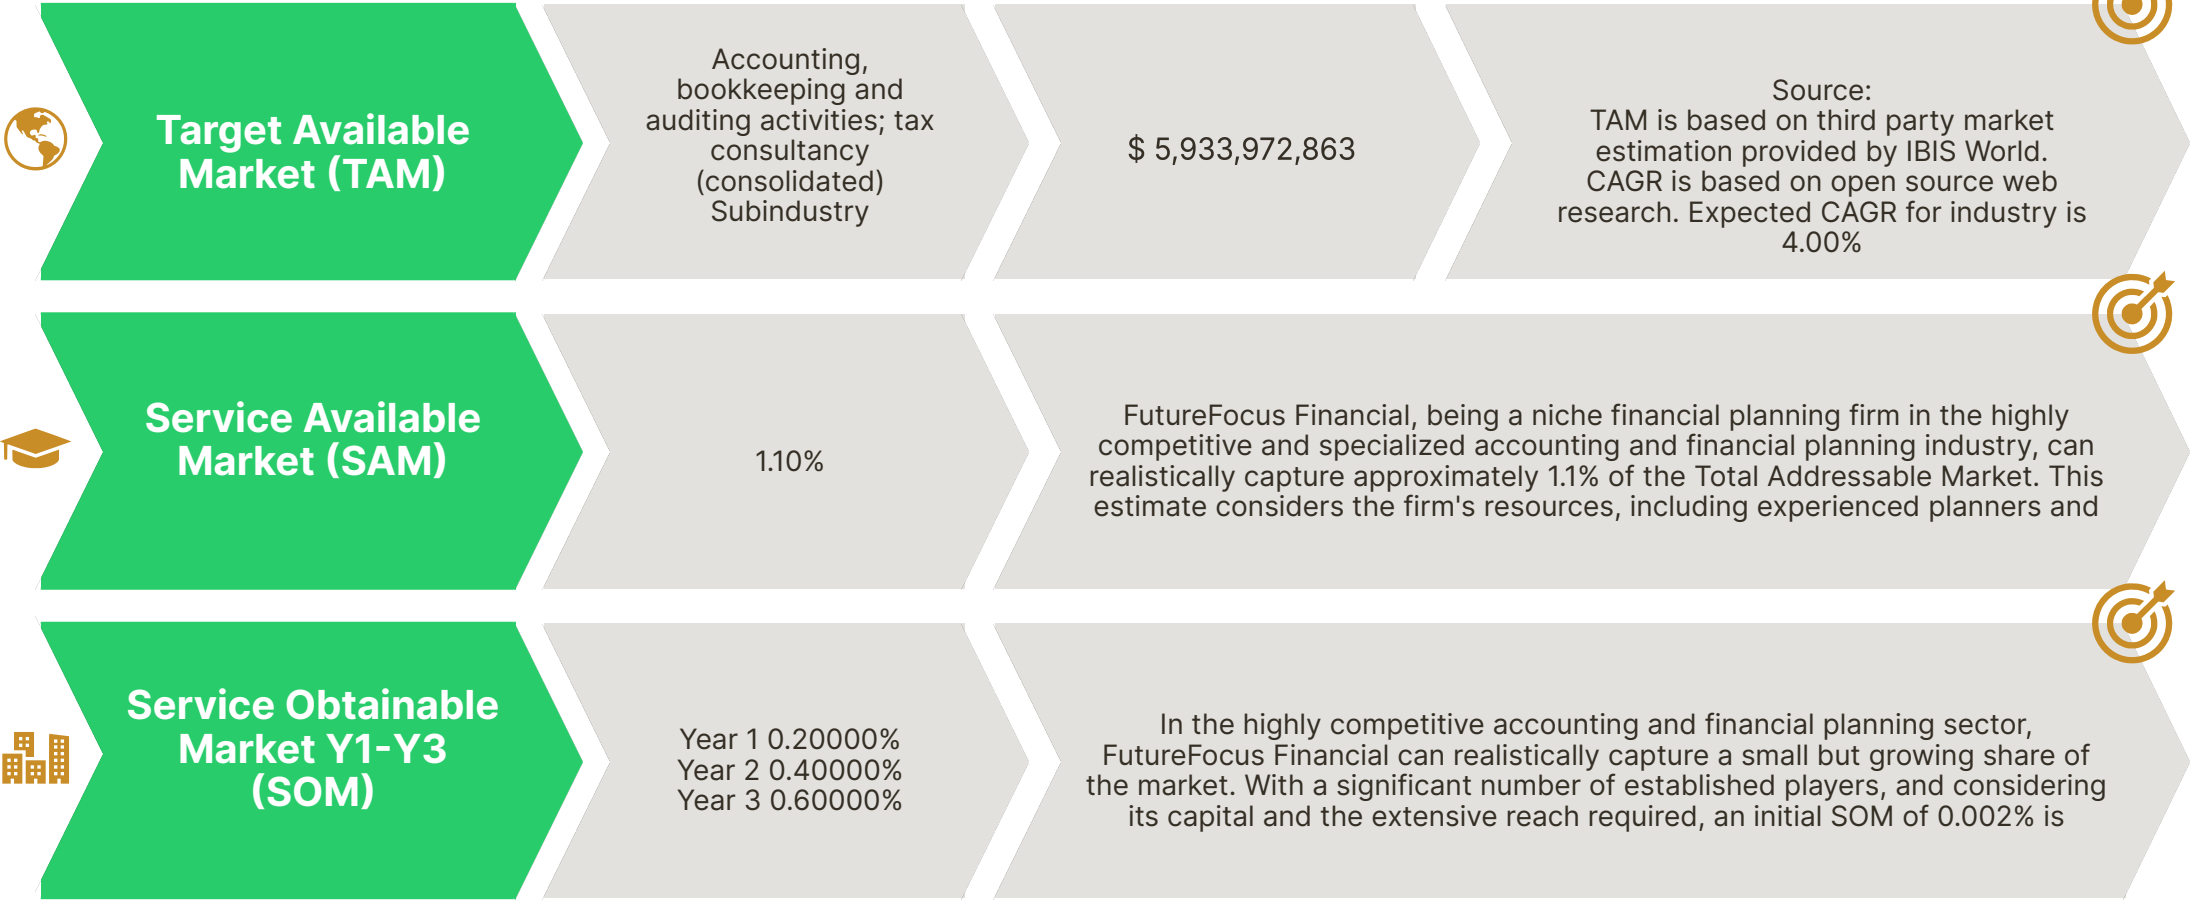 Target Available
Market (TAM)
Accounting,
bookkeeping and
auditing activities; tax
consultancy
(consolidated)
Subindustry
$ 5,933,972,863
Source:
TAM is based on third party market
estimation provided by IBIS World.
CAGR is based on open source web
research. Expected CAGR for industry is
4.00%
Service Available
Market (SAM)
1.10%
FutureFocus Financial, being a niche financial planning firm in the highly
competitive and specialized accounting and financial planning industry, can
realistically capture approximately 1.1% of the Total Addressable Market. This
estimate considers the firm's resources, including experienced planners and
Service Obtainable
Market Y1-Y3
(SOM)
Year 1 0.20000%
Year 2 0.40000%
Year 3 0.60000%
In the highly competitive accounting and financial planning sector,
FutureFocus Financial can realistically capture a small but growing share of
the market. With a significant number of established players, and considering
its capital and the extensive reach required, an initial SOM of 0.002% is